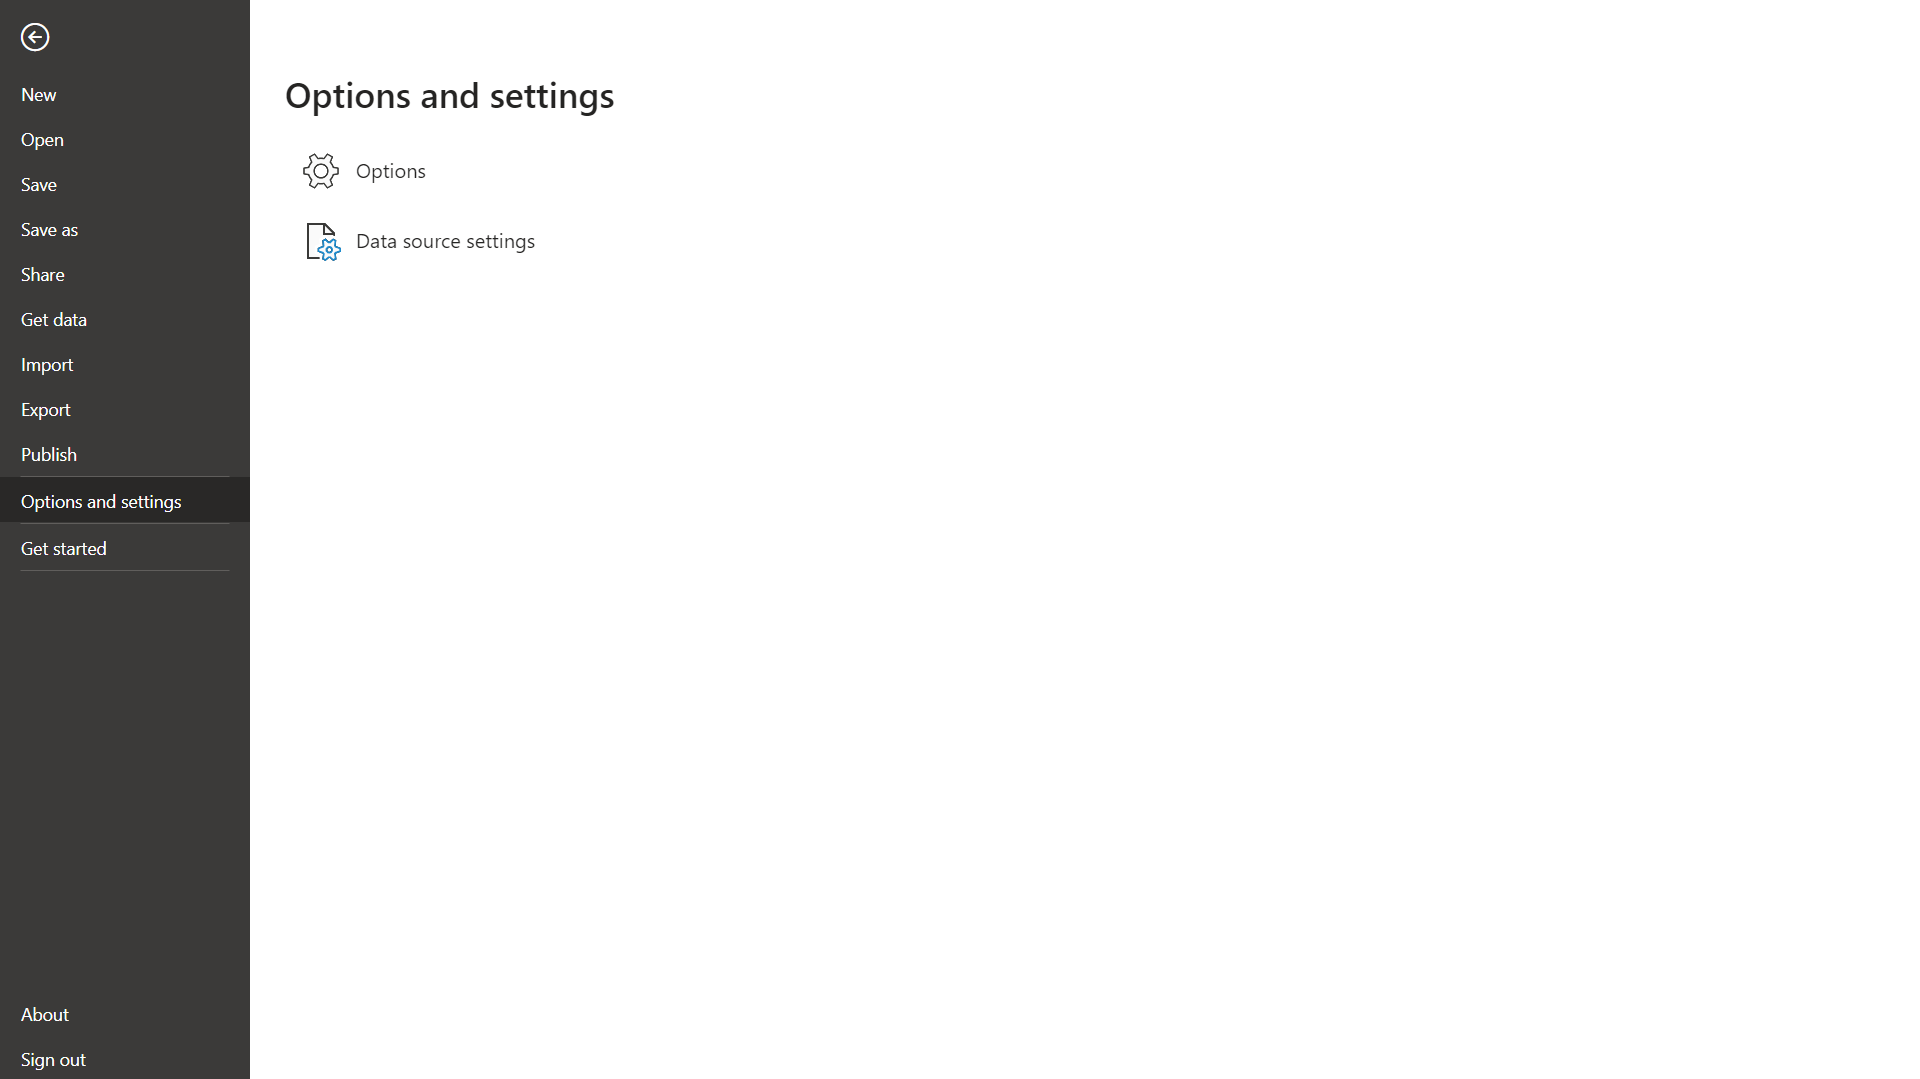 New
Open
Save
Save as
Share
Get data
Import
Export
Publish
Options and settings
Get started
About
Sign out
Options and settings
Options
Data source settings